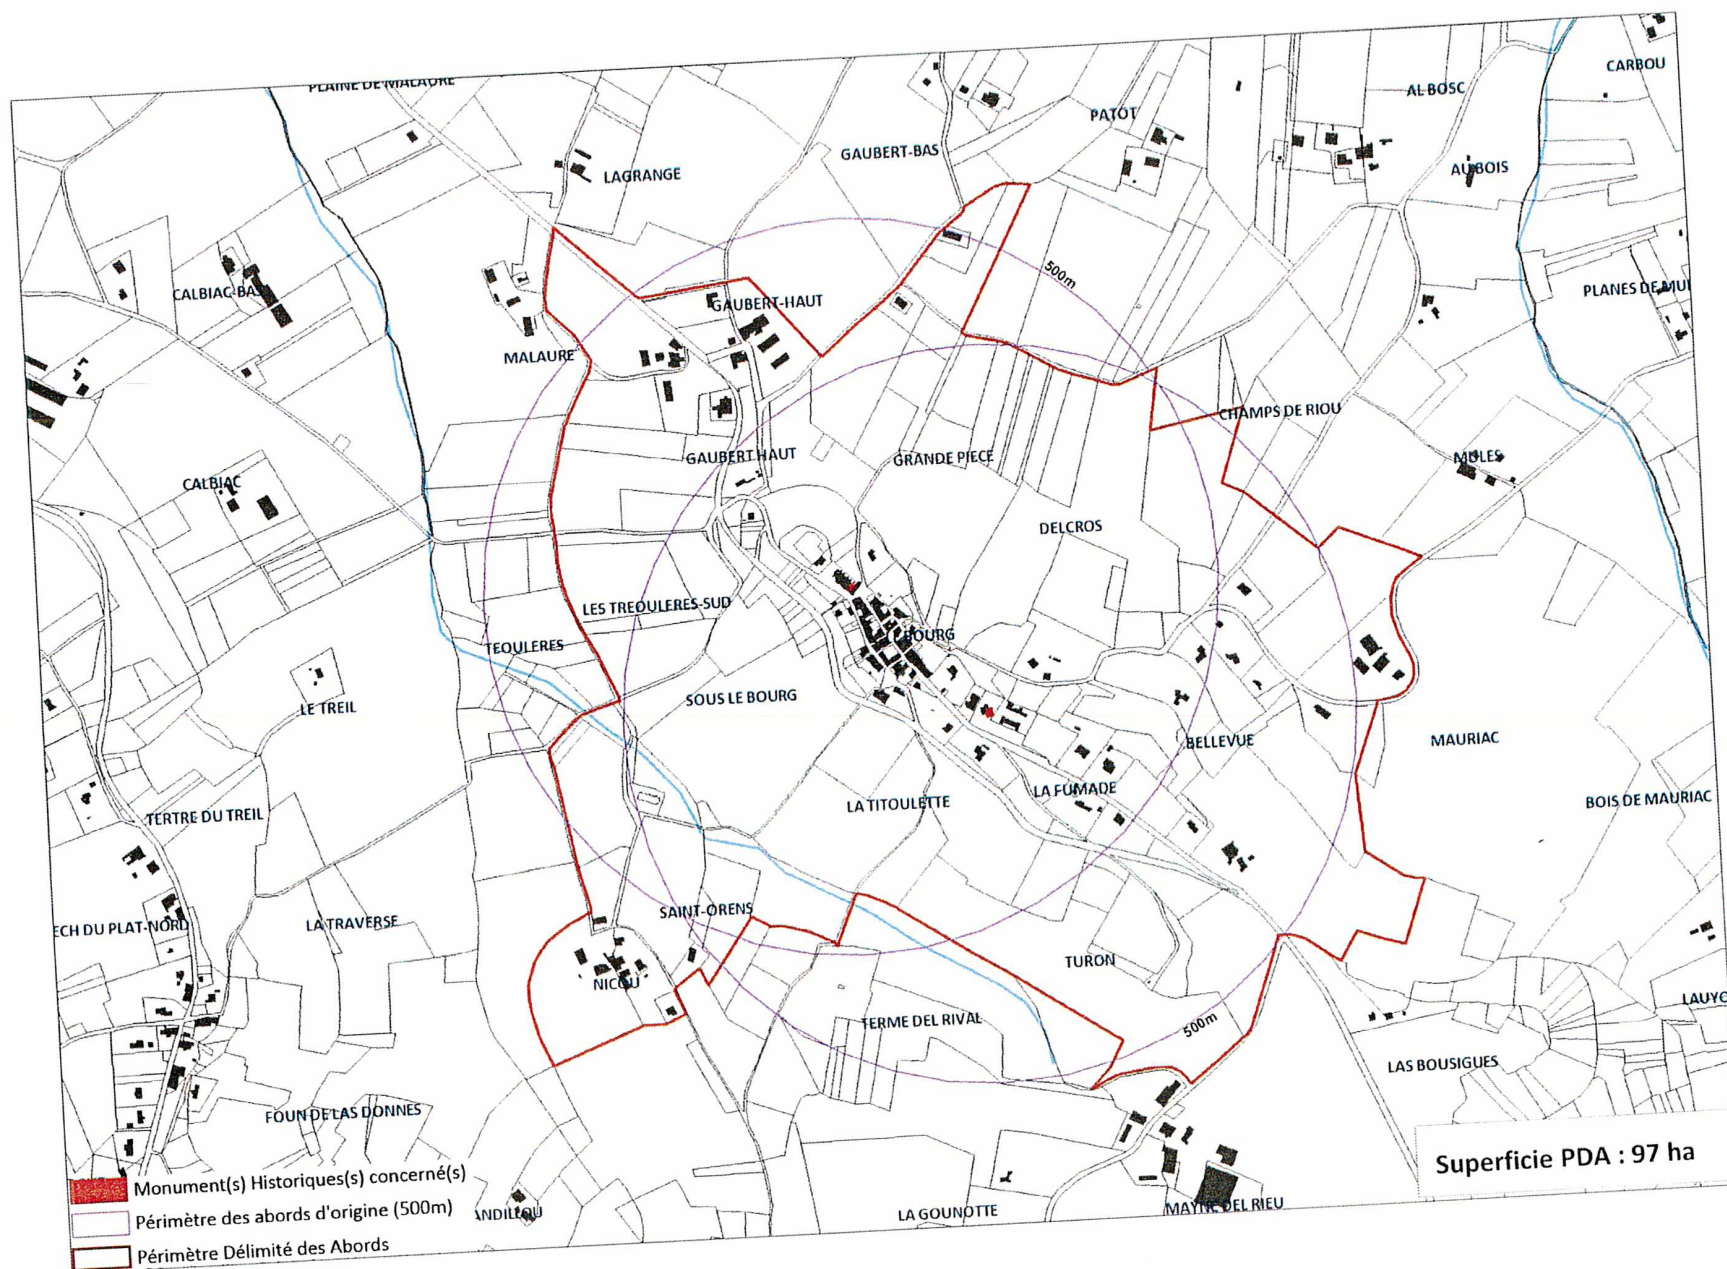 PLAINE DE MALAURE
CARBOU
AL BOSC
PATOT
GAUBERT-BAS
AU BOIS
LAGRANGE
500m
CALBIAC-BAS
PLANES DE MU
GAUBERT-HAUT
MALAURE
CHAMPS DE RIOU
GAUBERT HAUT
GRANDE PIECE
MULES
CALBIAC
DELCROS
LES TREOULERES-SUD
LE BOURG
TEOULERES
SOUS LE BOURG
LE TREIL
BELLEVUE
MAURIAC
LA FUMADE
LA TITOULETTE
BOIS DE MAURIAC
TERTRE DU TREIL
SAINT-ORENS
LA TRAVERSE
ECH DU PLAT-NORD
TURON
NICOU
LAUYO
TERME DEL RIVAL
500m
LAS BOUSIGUES
FOUN DE LAS DONNES
Superficie PDA : 97 ha
Monument(s) Historiques(s) concerné(s)
Périmètre des abords d'origine (500m)
ANDILLOU
LA GOUNOTTE
MAYNE DEL RIEU
Périmètre Délimité des Abords